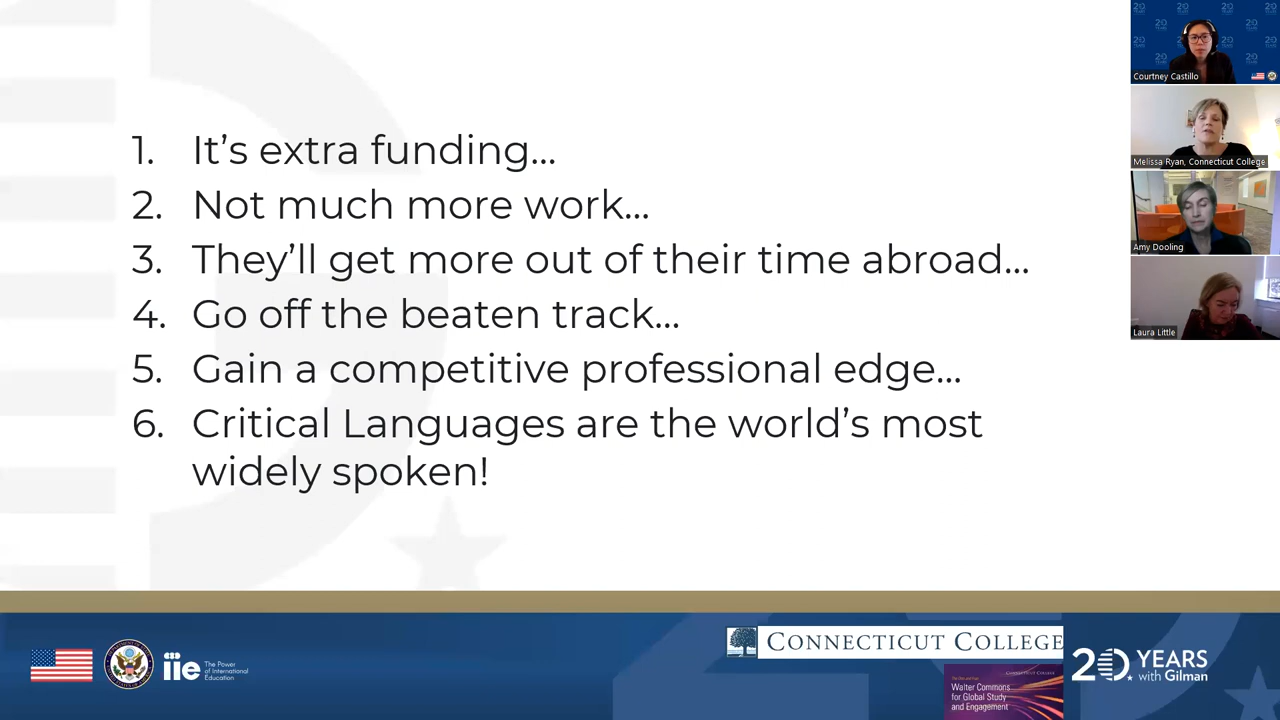 1. It’s extra funding...
2. Not much more work...
3. They’ll get more out of their time abroad...
4. Go off the beaten track...
5. Gain a competitive professional edge...
6. Critical Languages are the world’s most
widely spoken!
Courtney Castillo
Melissa Ryan, Connecticut College
Amy Dooling
Laura Little
iie
The Power
of International
Education
CONNECTICUT COLLEGE
CONNECTICUT COLLEGE
Walter Commons
for Global Study
and Engagement
20 YEARS
with Gilman